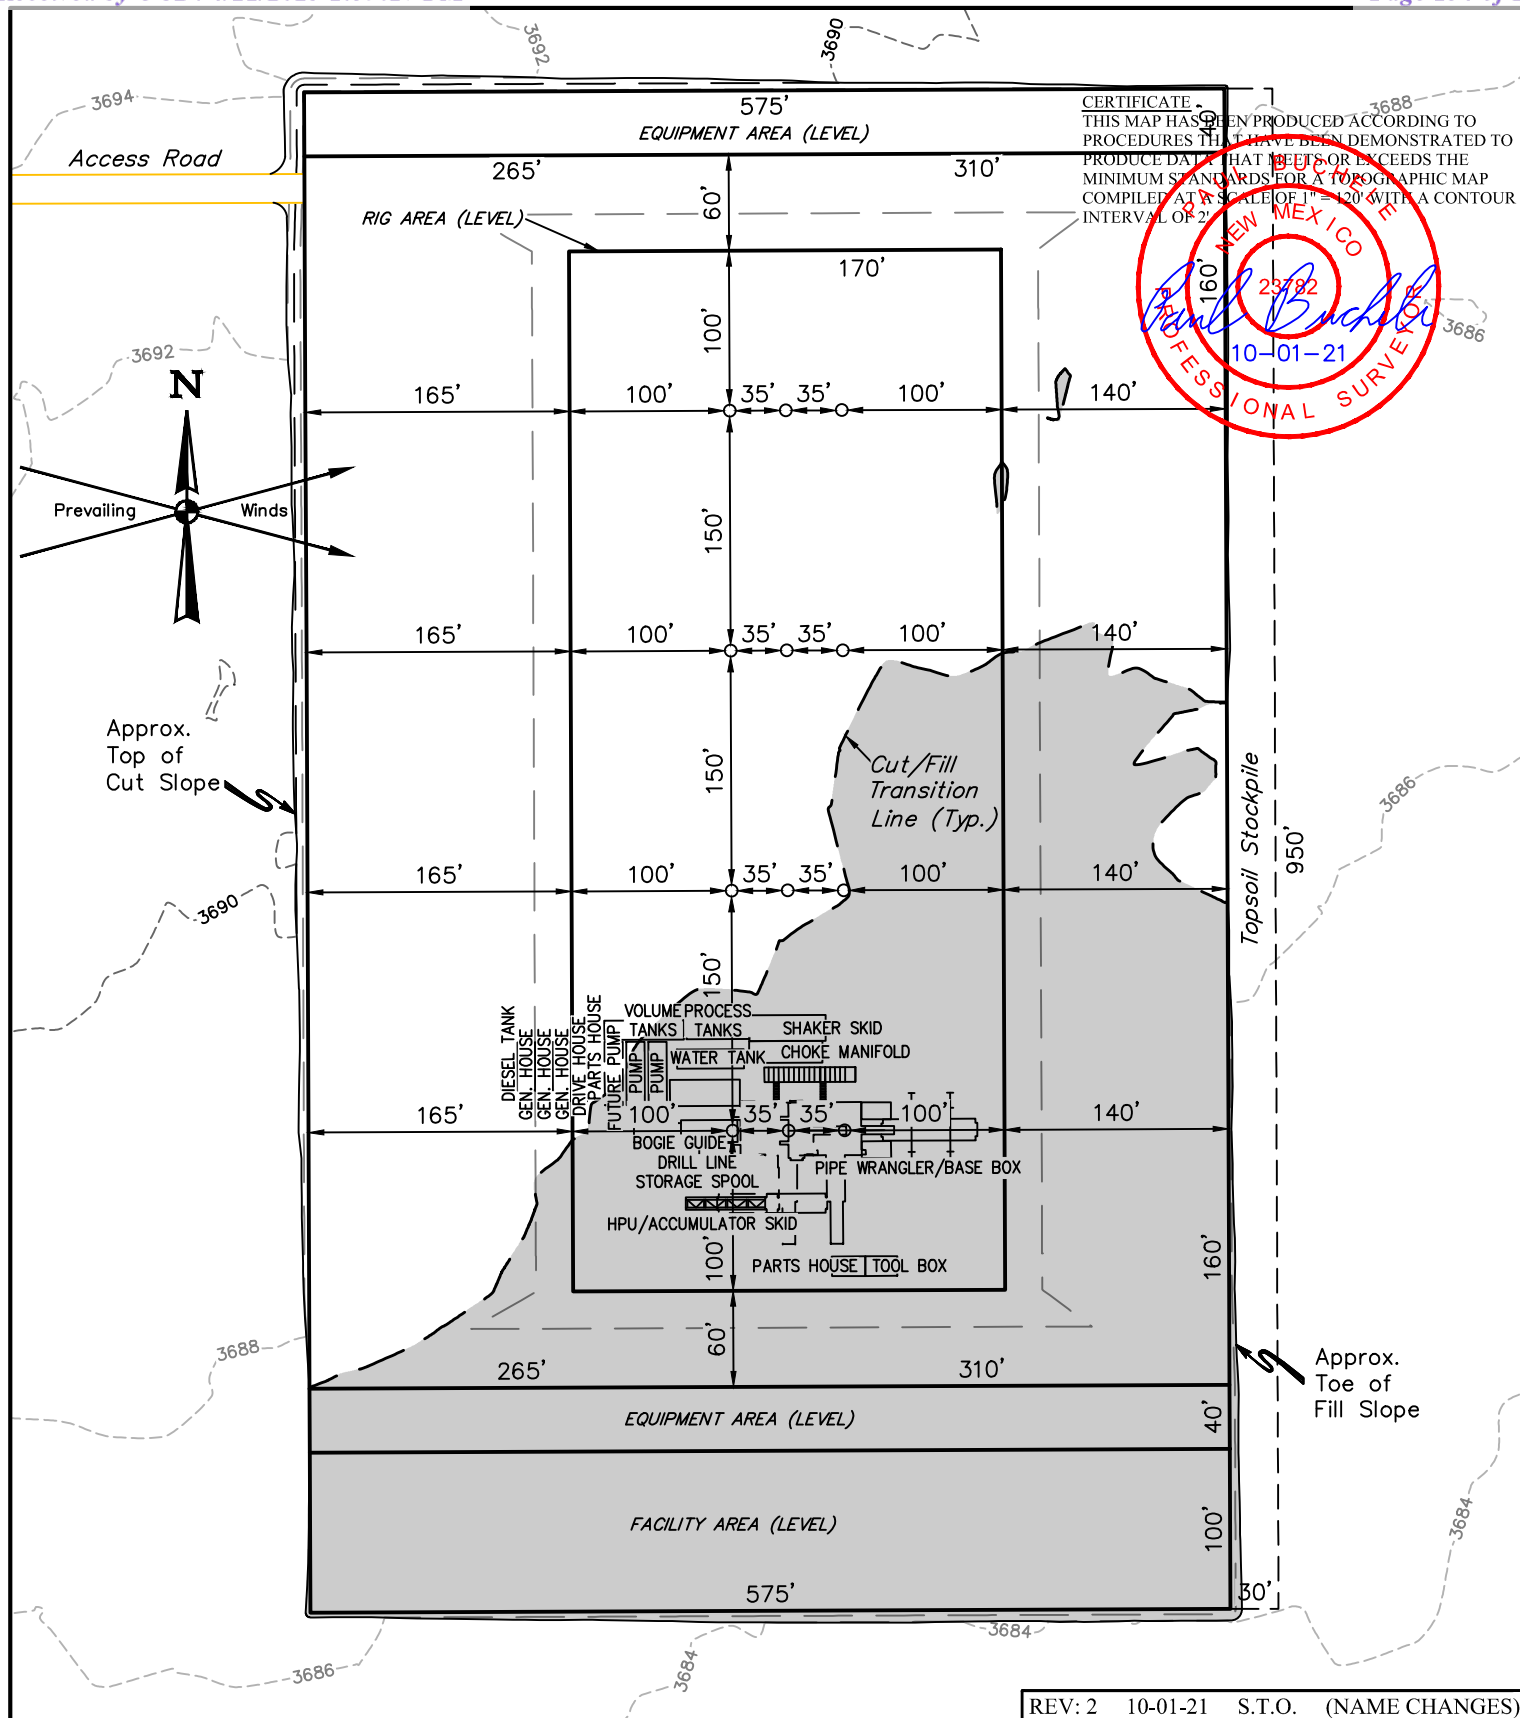 3692
3690
3694
3688
575'
40'
EQUIPMENT AREA (LEVEL)
CERTIFICATE
THIS MAP HAS BEEN PRODUCED ACCORDING TO
PROCEDURES THAT HAVE BEEN DEMONSTRATED TO
PRODUCE DATA THAT MEETS OR EXCEEDS THE
MINIMUM STANDARDS FOR A TOPOGRAPHIC MAP
COMPILED AT A SCALE OF 1" = 120' WITH A CONTOUR
INTERVAL OF 2'
PAUL BUCHELE
NEW MEXICO
23782
PROFESSIONAL SURVEYOR
Paul Buchele
10-01-21
Access Road
265'
310'
60'
RIG AREA (LEVEL)
170'
160'
100'
3686
3692
N
Prevailing Winds
165' 100' 35' 35' 100' 140'
150'
165' 100' 35' 35' 100' 140'
Approx.
Top of
Cut Slope
150'
Cut/Fill
Transition
Line (Typ.)
Topsoil Stockpile
950'
3686
165' 100' 35' 35' 100' 140'
3690
150'
DIESEL TANK
GEN. HOUSE
GEN. HOUSE
GEN. HOUSE
DRIVE HOUSE
PARTS HOUSE
FUTURE PUMP
PUMP
PUMP
VOLUME
TANKS
PROCESS
TANKS
SHAKER SKID
WATER TANK
CHOKE MANIFOLD
165' 100' 35' 35' 100' 140'
BOGIE GUIDE
DRILL LINE
STORAGE SPOOL
PIPE WRANGLER/BASE BOX
HPU/ACCUMULATOR SKID
100'
PARTS HOUSE
TOOL BOX
160'
60'
3688
265'
310'
Approx.
Toe of
Fill Slope
EQUIPMENT AREA (LEVEL)
40'
FACILITY AREA (LEVEL)
100'
3684
575'
30'
3684
3686
3684
REV: 2 10-01-21 S.T.O. (NAME CHANGES)